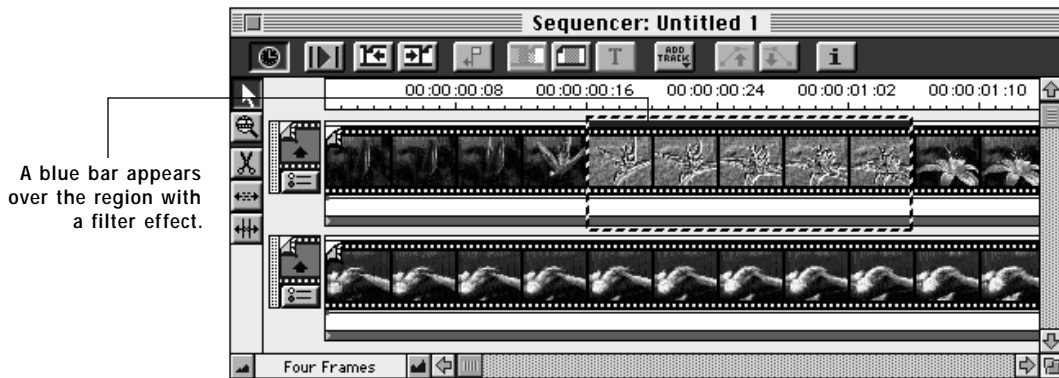 Sequencer: Untitled 1
T
ADD
TRACK
i
00:00:00:08 00:00:00:16 00:00:00:24 00:00:01:02 00:00:01:10
A blue bar appears
over the region with
a filter effect.
Four Frames